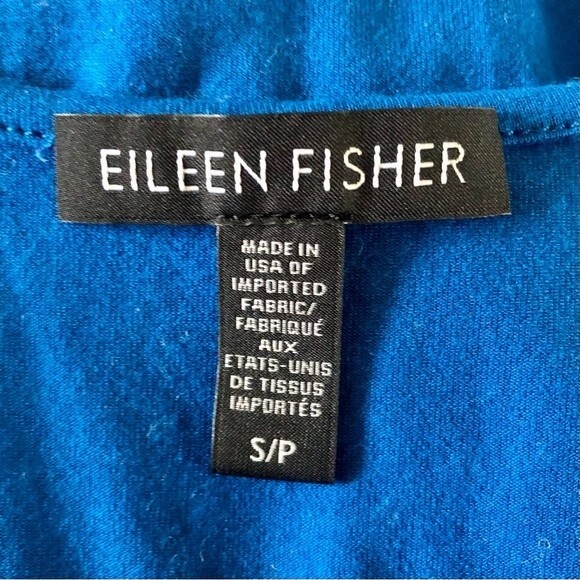 EILEEN FISHER
MADE IN
USA OF
IMPORTED
FABRIC/
FABRIQUÉ
AUX
ETATS-UNIS
DE TISSUS
IMPORTÉS
S/P